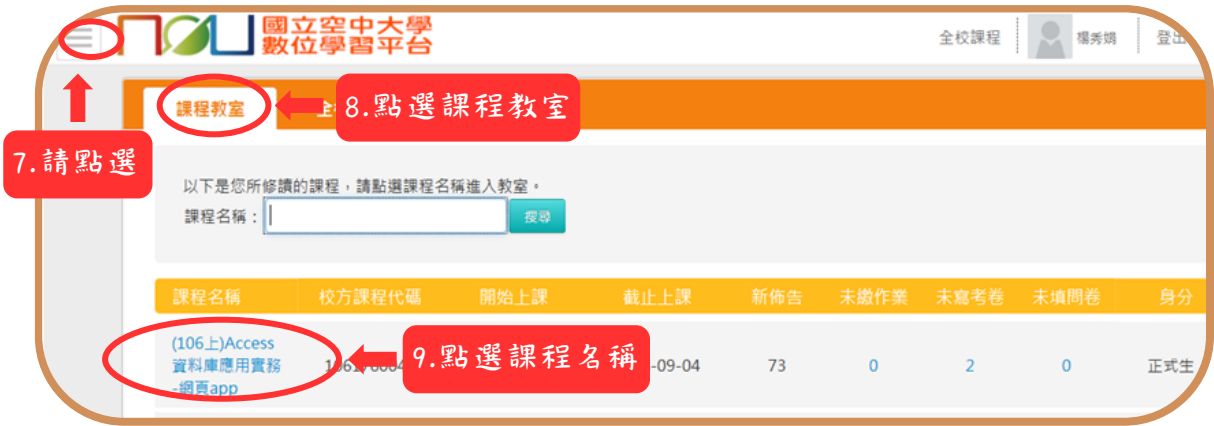 nou 國立空中大學
數位學習平台
全校課程 楊秀娟 登出
課程教室
8.點選課程教室
7.請點選
以下是您所修讀的課程，請點選課程名稱進入教室。
課程名稱： 搜尋
課程名稱 校方課程代碼 開始上課 截止上課 新佈告 未繳作業 未寫考卷 未填問卷 身分
(106上)Access
資料庫應用實務
-網頁app
9.點選課程名稱
-09-04 73 0 2 0 正式生